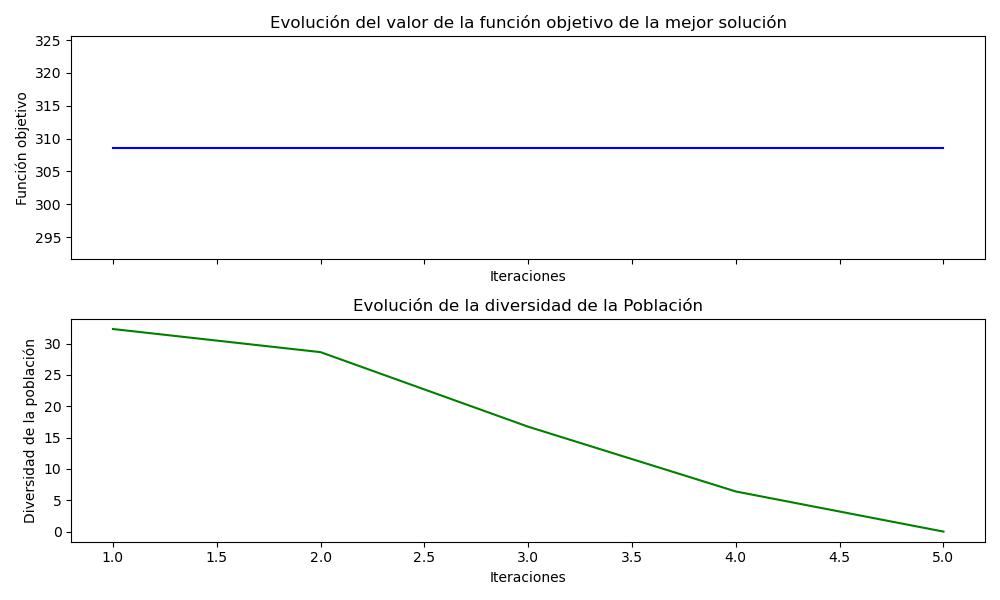 Evolución del valor de la función objetivo de la mejor solución
325
320
315
310
305
300
295
Función objetivo
Iteraciones
Evolución de la diversidad de la Población
30
25
20
15
10
5
0
Diversidad de la población
1.0 1.5 2.0 2.5 3.0 3.5 4.0 4.5 5.0
Iteraciones